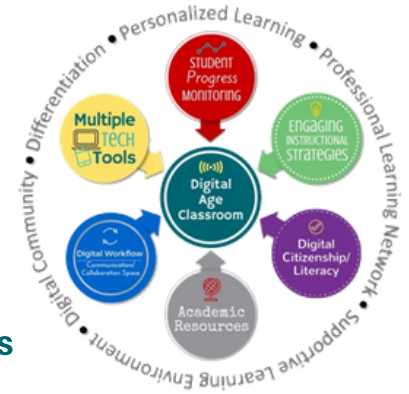 Personalized Learning • Professional Learning Network • Supportive Learning Environment • Digital Community • Differentiation •
STUDENT
Progress
MONITORING
Multiple
TECH
Tools
ENGAGING
INSTRUCTIONAL
STRATEGIES
Digital
Age
Classroom
Digital Workflow
Communication/
Collaboration Space
Digital
Citizenship/
Literacy
Academic
Resources
s